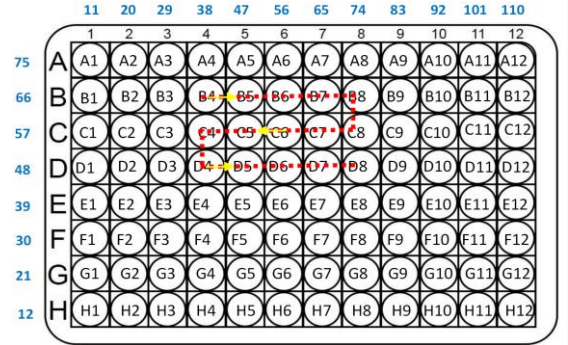 11 20 29 38 47 56 65 74 83 92 101 110
1 2 3 4 5 6 7 8 9 10 11 12
75 A A1 A2 A3 A4 A5 A6 A7 A8 A9 A10 A11 A12
66 B B1 B2 B3 B4 B5 B6 B7 B8 B9 B10 B11 B12
57 C C1 C2 C3 C4 C5 C6 C7 C8 C9 C10 C11 C12
48 D D1 D2 D3 D4 D5 D6 D7 D8 D9 D10 D11 D12
39 E E1 E2 E3 E4 E5 E6 E7 E8 E9 E10 E11 E12
30 F F1 F2 F3 F4 F5 F6 F7 F8 F9 F10 F11 F12
21 G G1 G2 G3 G4 G5 G6 G7 G8 G9 G10 G11 G12
12 H H1 H2 H3 H4 H5 H6 H7 H8 H9 H10 H11 H12